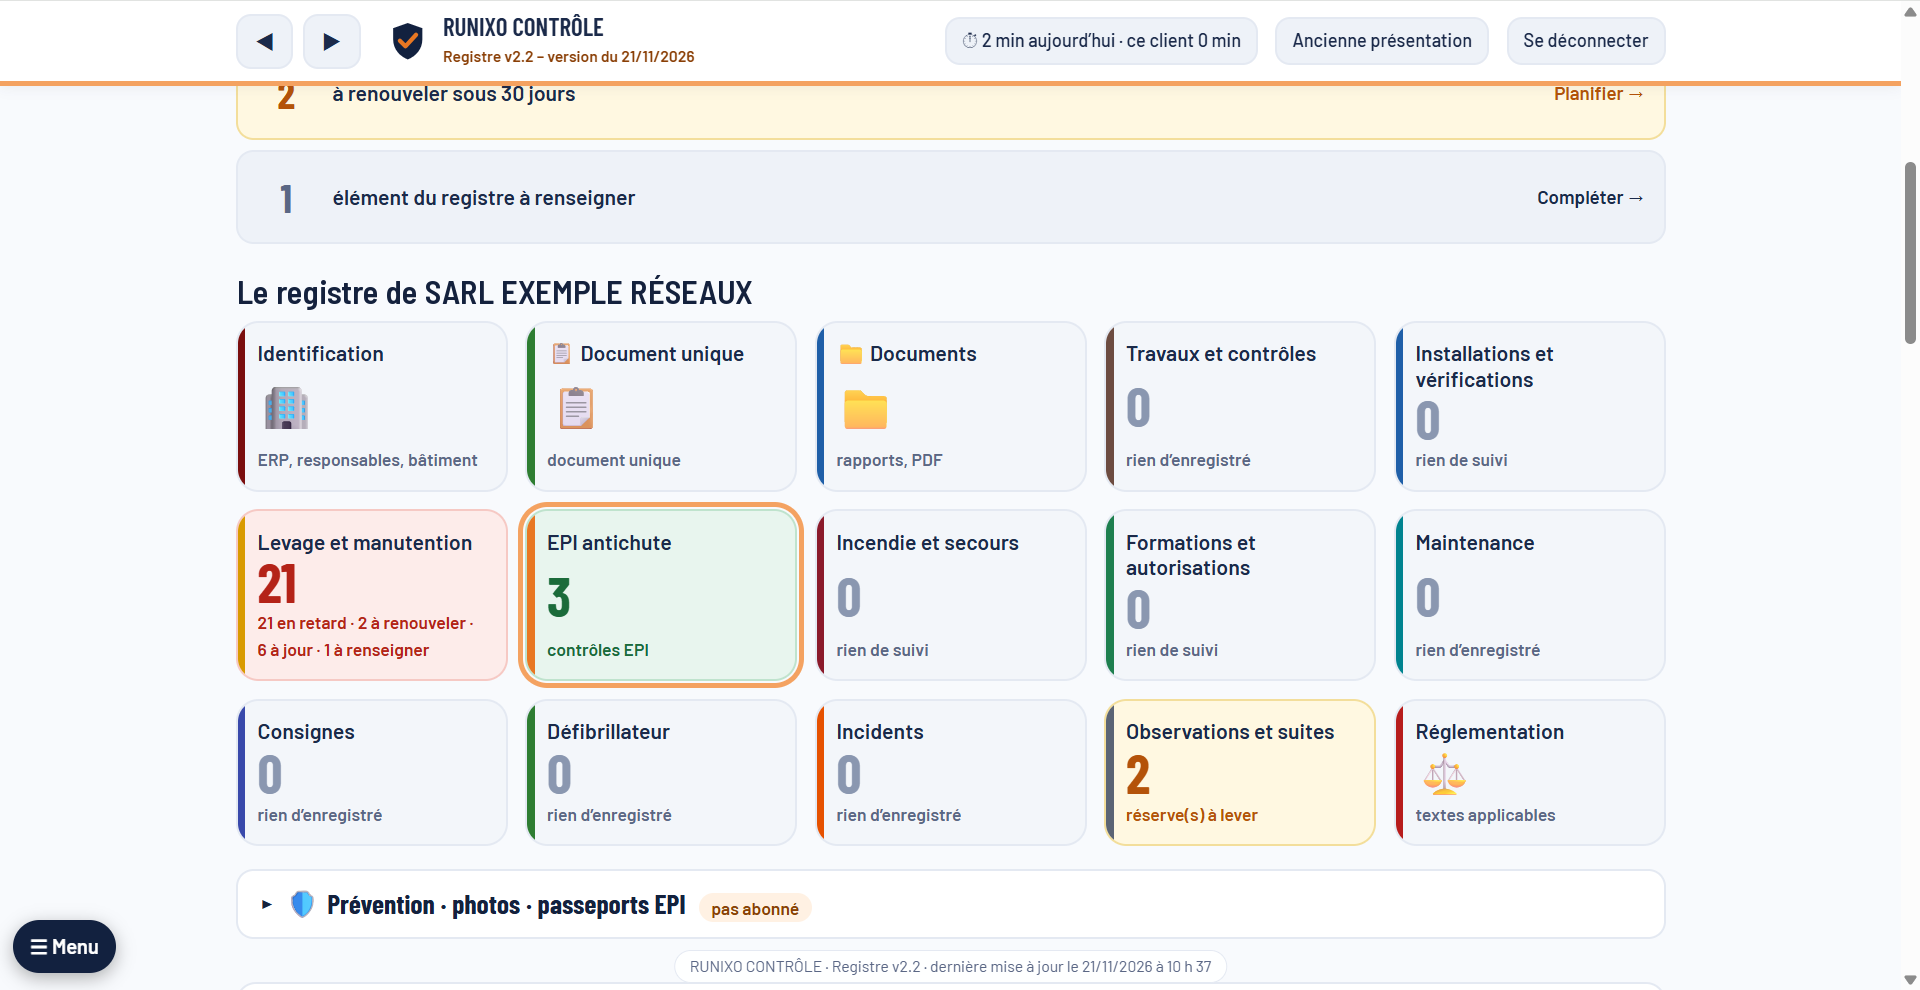 ◀ ▶ RUNIXO CONTRÔLE
Registre v2.2 – version du 21/11/2026
⏱ 2 min aujourd’hui · ce client 0 min
Ancienne présentation
Se déconnecter
2 à renouveler sous 30 jours Planifier →
1 élément du registre à renseigner Compléter →
Le registre de SARL EXEMPLE RÉSEAUX
Identification
ERP, responsables, bâtiment
Document unique
document unique
Documents
rapports, PDF
Travaux et contrôles
0
rien d’enregistré
Installations et
vérifications
0
rien de suivi
Levage et manutention
21
21 en retard · 2 à renouveler ·
6 à jour · 1 à renseigner
EPI antichute
3
contrôles EPI
Incendie et secours
0
rien de suivi
Formations et
autorisations
0
rien de suivi
Maintenance
0
rien d’enregistré
Consignes
0
rien d’enregistré
Défibrillateur
0
rien d’enregistré
Incidents
0
rien d’enregistré
Observations et suites
2
réserve(s) à lever
Réglementation
textes applicables
▸ Prévention · photos · passeports EPI pas abonné
☰ Menu
RUNIXO CONTRÔLE · Registre v2.2 · dernière mise à jour le 21/11/2026 à 10 h 37